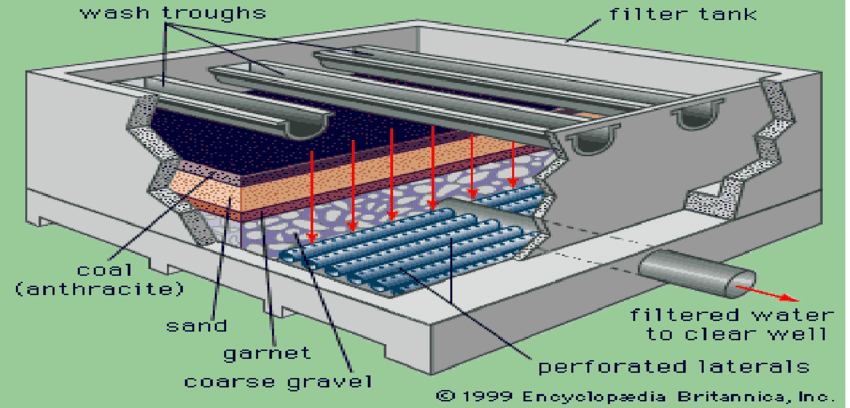 wash troughs
filter tank
coal
(anthracite)
sand
garnet
coarse gravel
filtered water
to clear well
perforated laterals
© 1999 Encyclopædia Britannica, Inc.